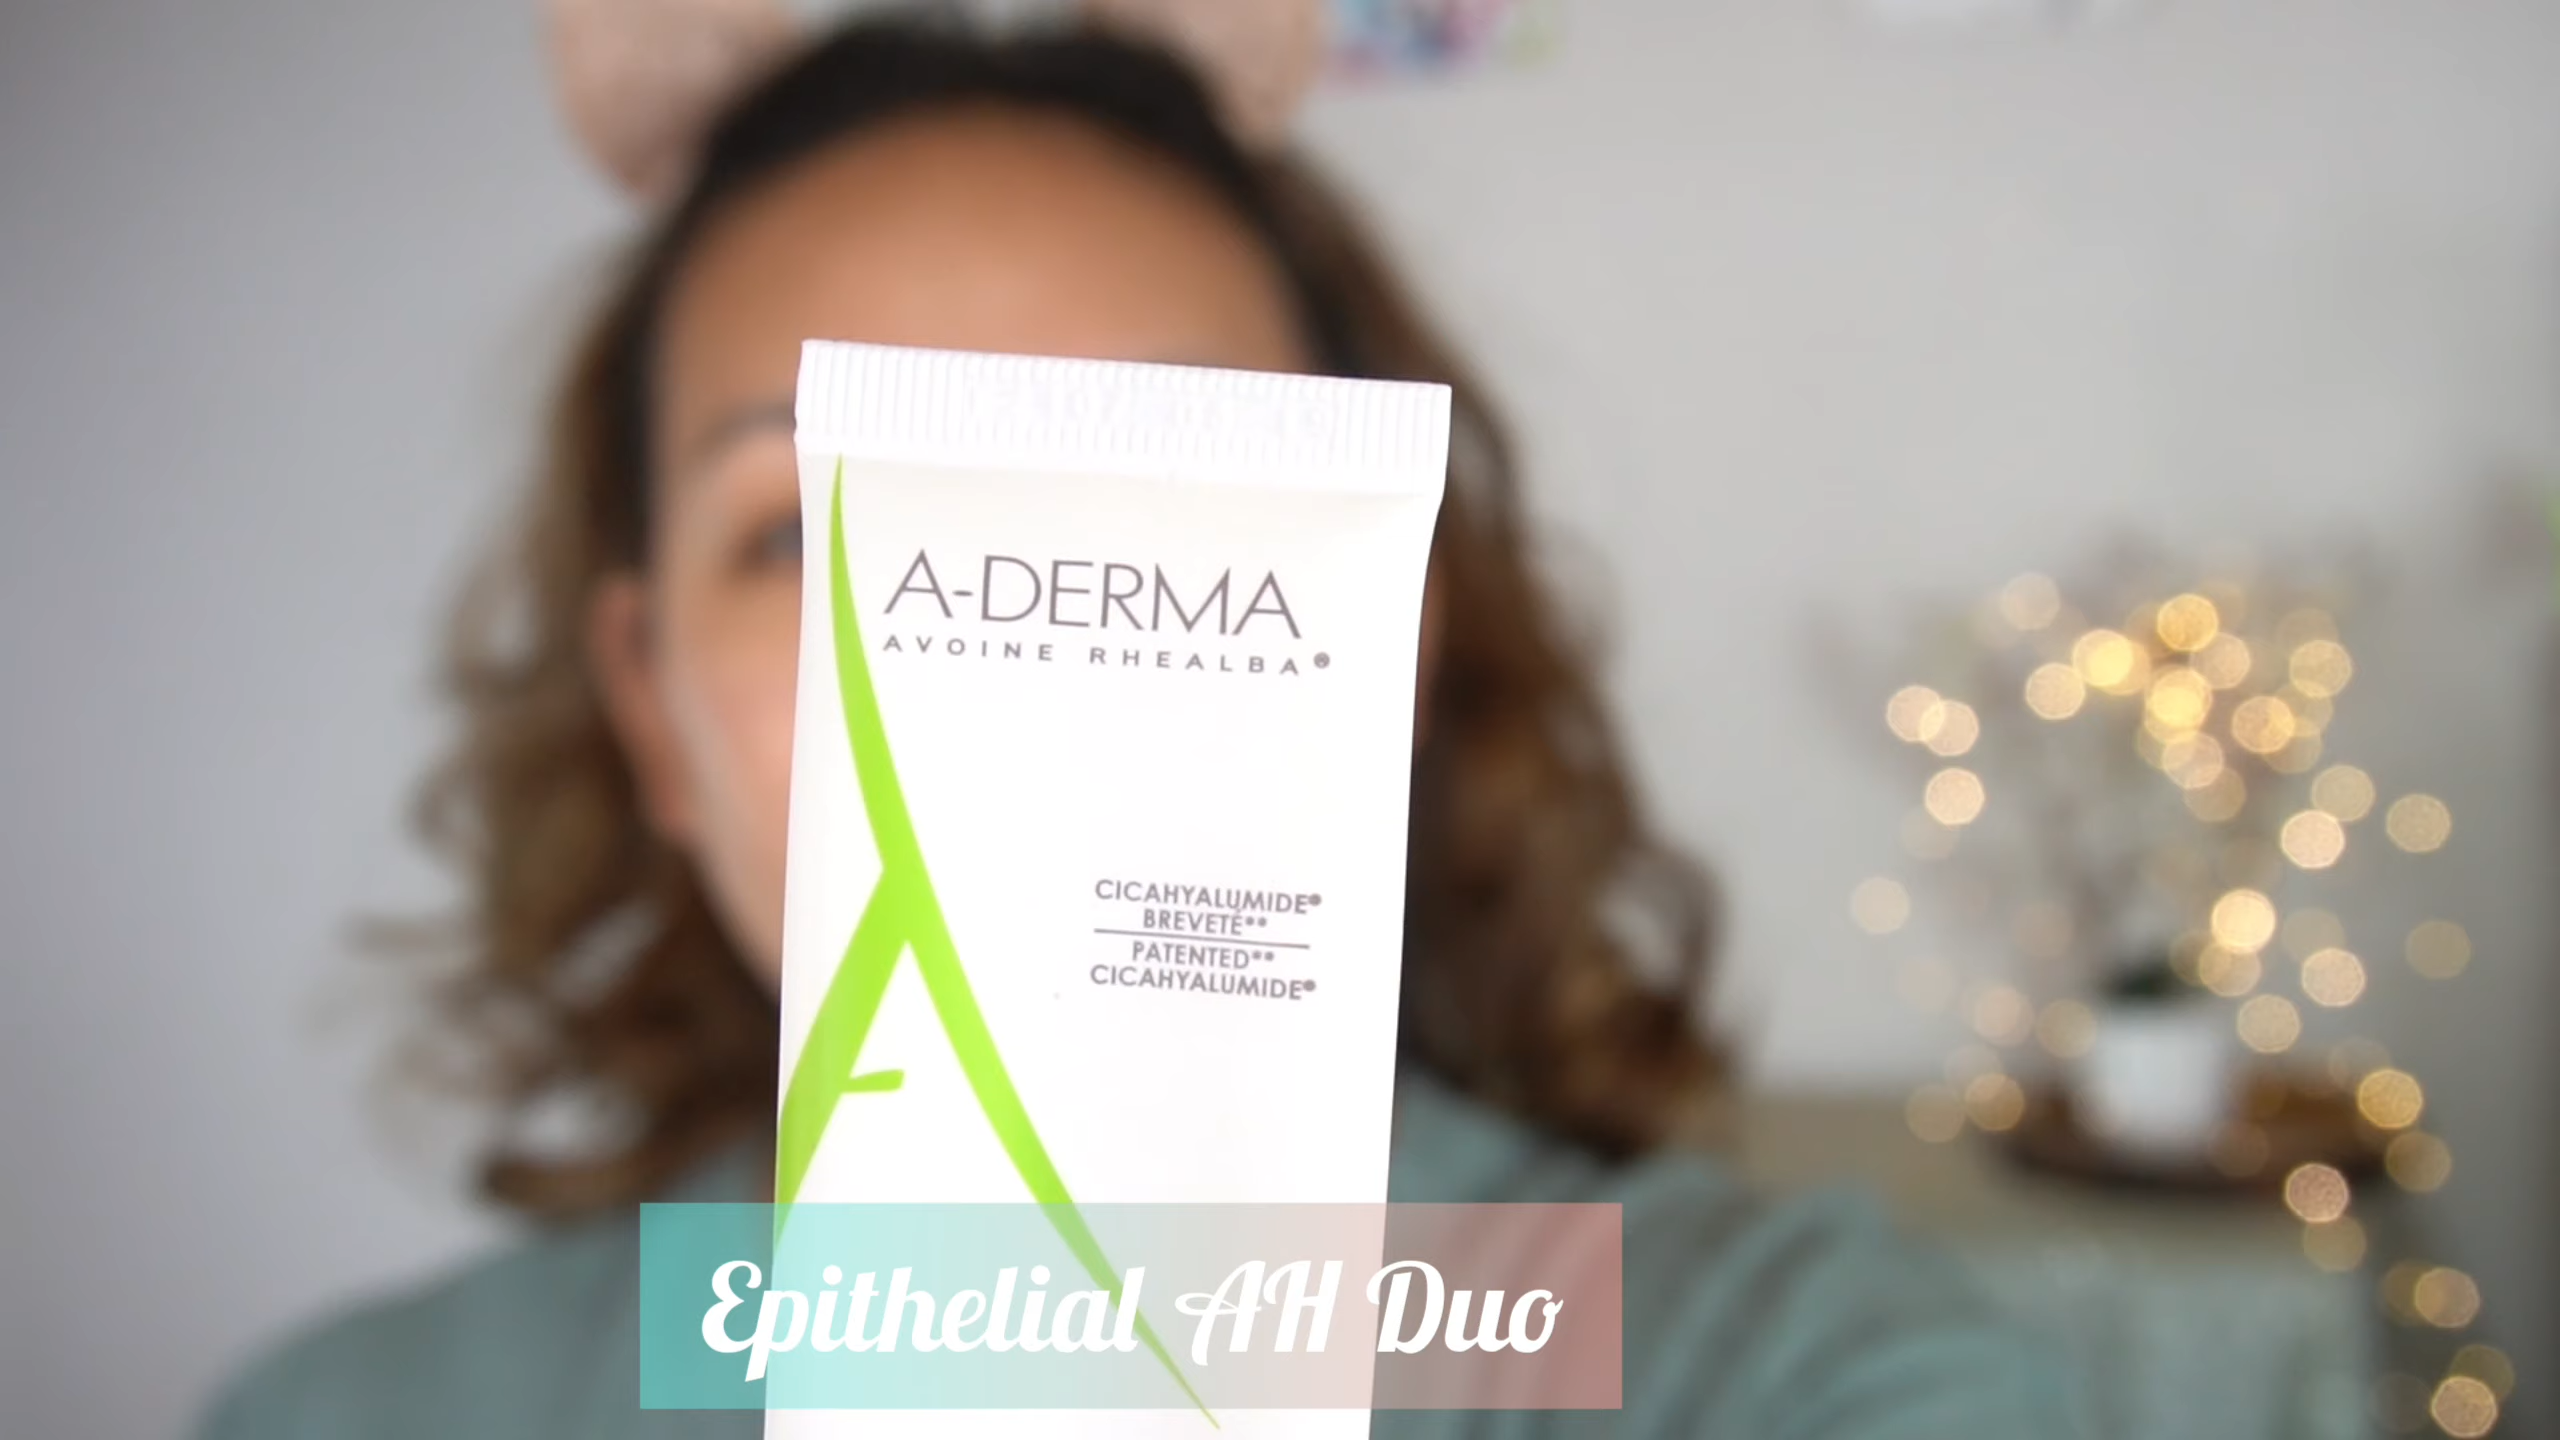 A-DERMA
AVOINE RHEALBA®
CICAHYALUMIDE®
BREVETÉ**
PATENTED**
CICAHYALUMIDE®
Epithelial AH Duo